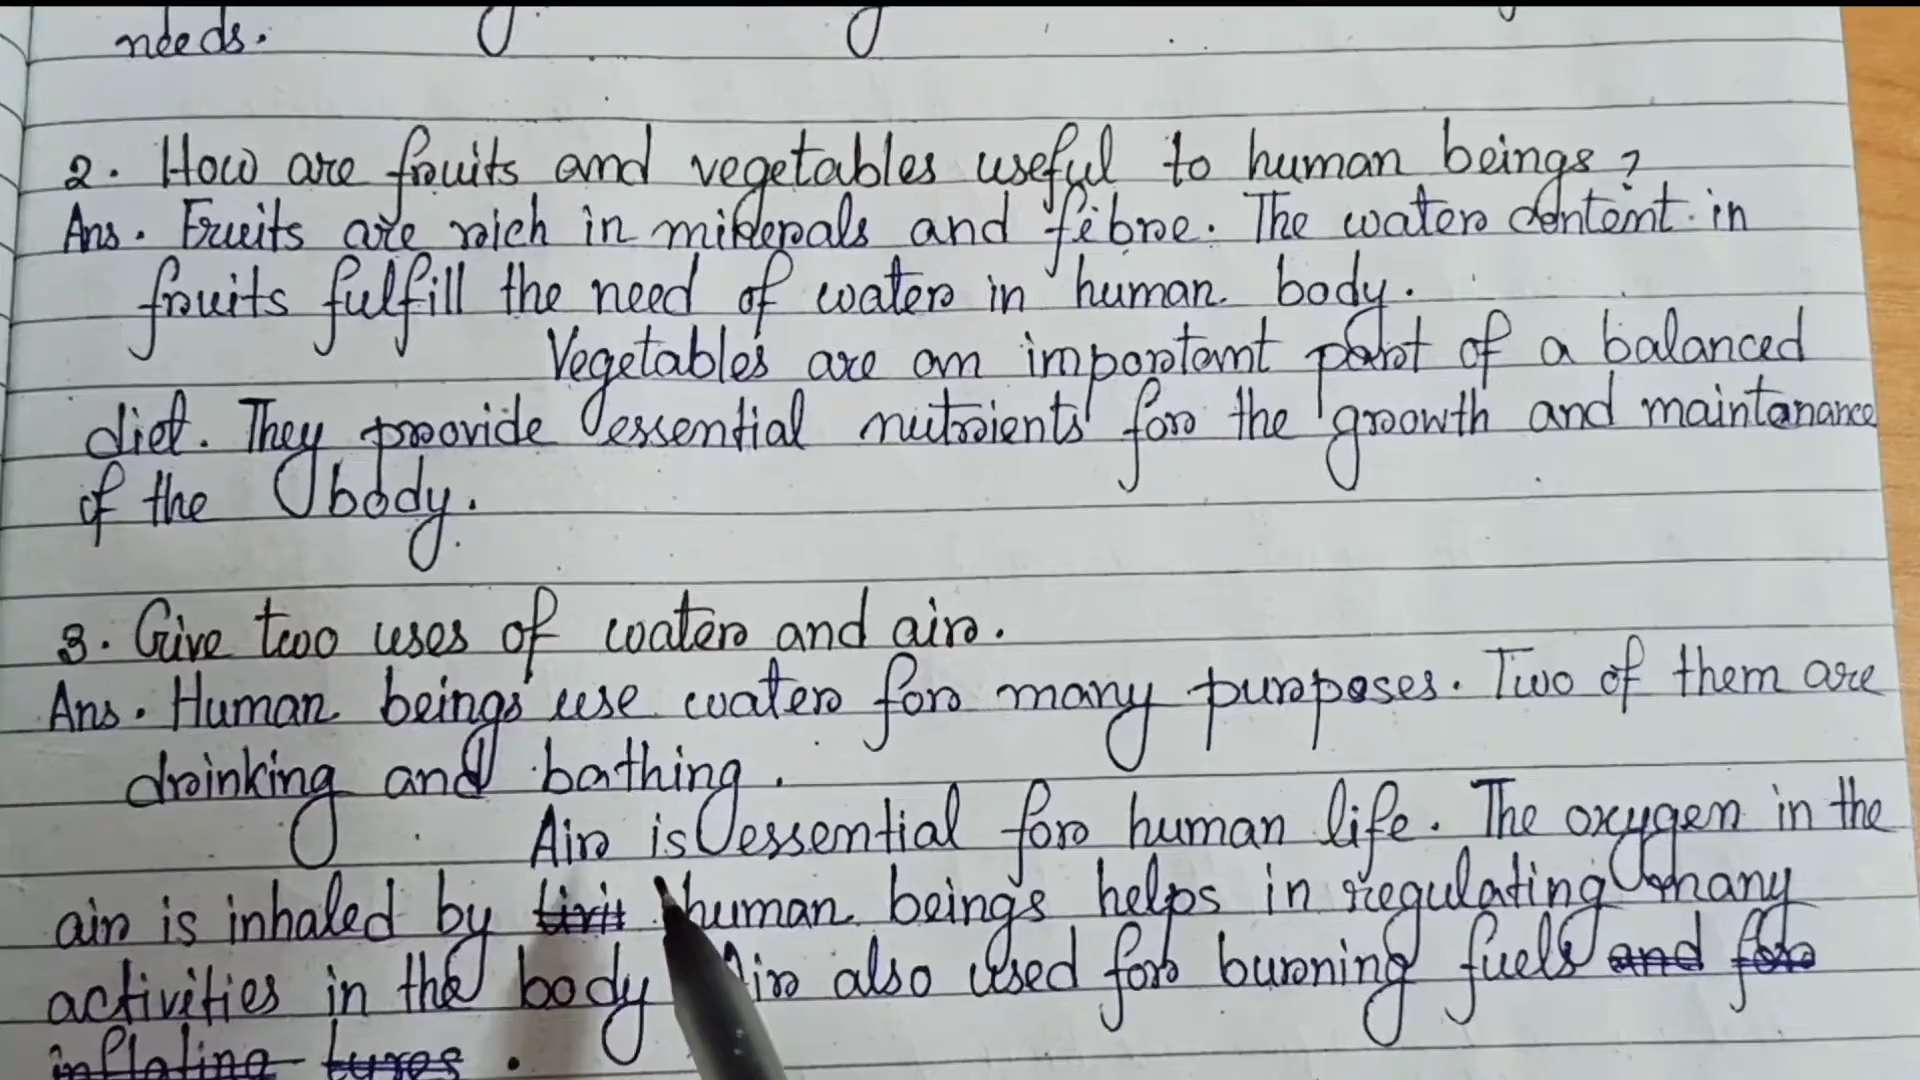 needs.
2. How are fruits and vegetables useful to human beings?
Ans. Fruits are rich in minerals and fibre. The water content in
fruits fulfill the need of water in human body.
Vegetables are an important part of a balanced
diet. They provide essential nutrients for the growth and maintanance
of the body.
3. Give two uses of water and air.
Ans. Human beings use water for many purposes. Two of them are
drinking and bathing.
Air is essential for human life. The oxygen in the
air is inhaled by human beings helps in regulating many
activities in the body Air also used for burning fuels and for
inflating tyres.